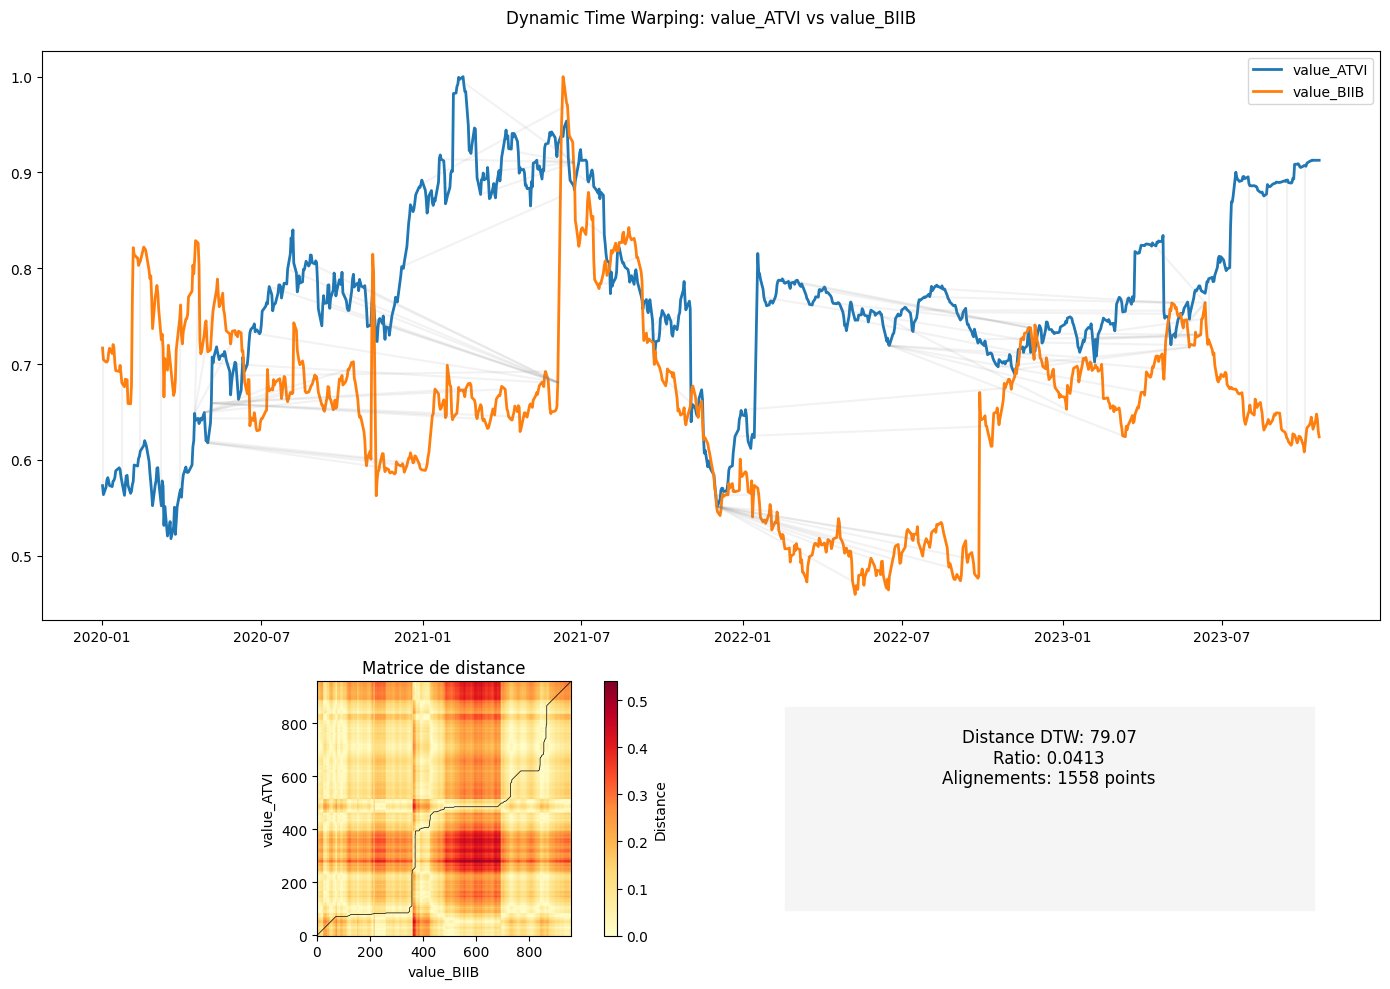 Dynamic Time Warping: value_ATVI vs value_BIIB
value_ATVI
value_BIIB
1.0
0.9
0.8
0.7
0.6
0.5
2020-01 2020-07 2021-01 2021-07 2022-01 2022-07 2023-01 2023-07
Matrice de distance
value_ATVI
800
600
400
200
0
0 200 400 600 800
value_BIIB
0.5
0.4
0.3
0.2
0.1
0.0
Distance
Distance DTW: 79.07
Ratio: 0.0413
Alignements: 1558 points